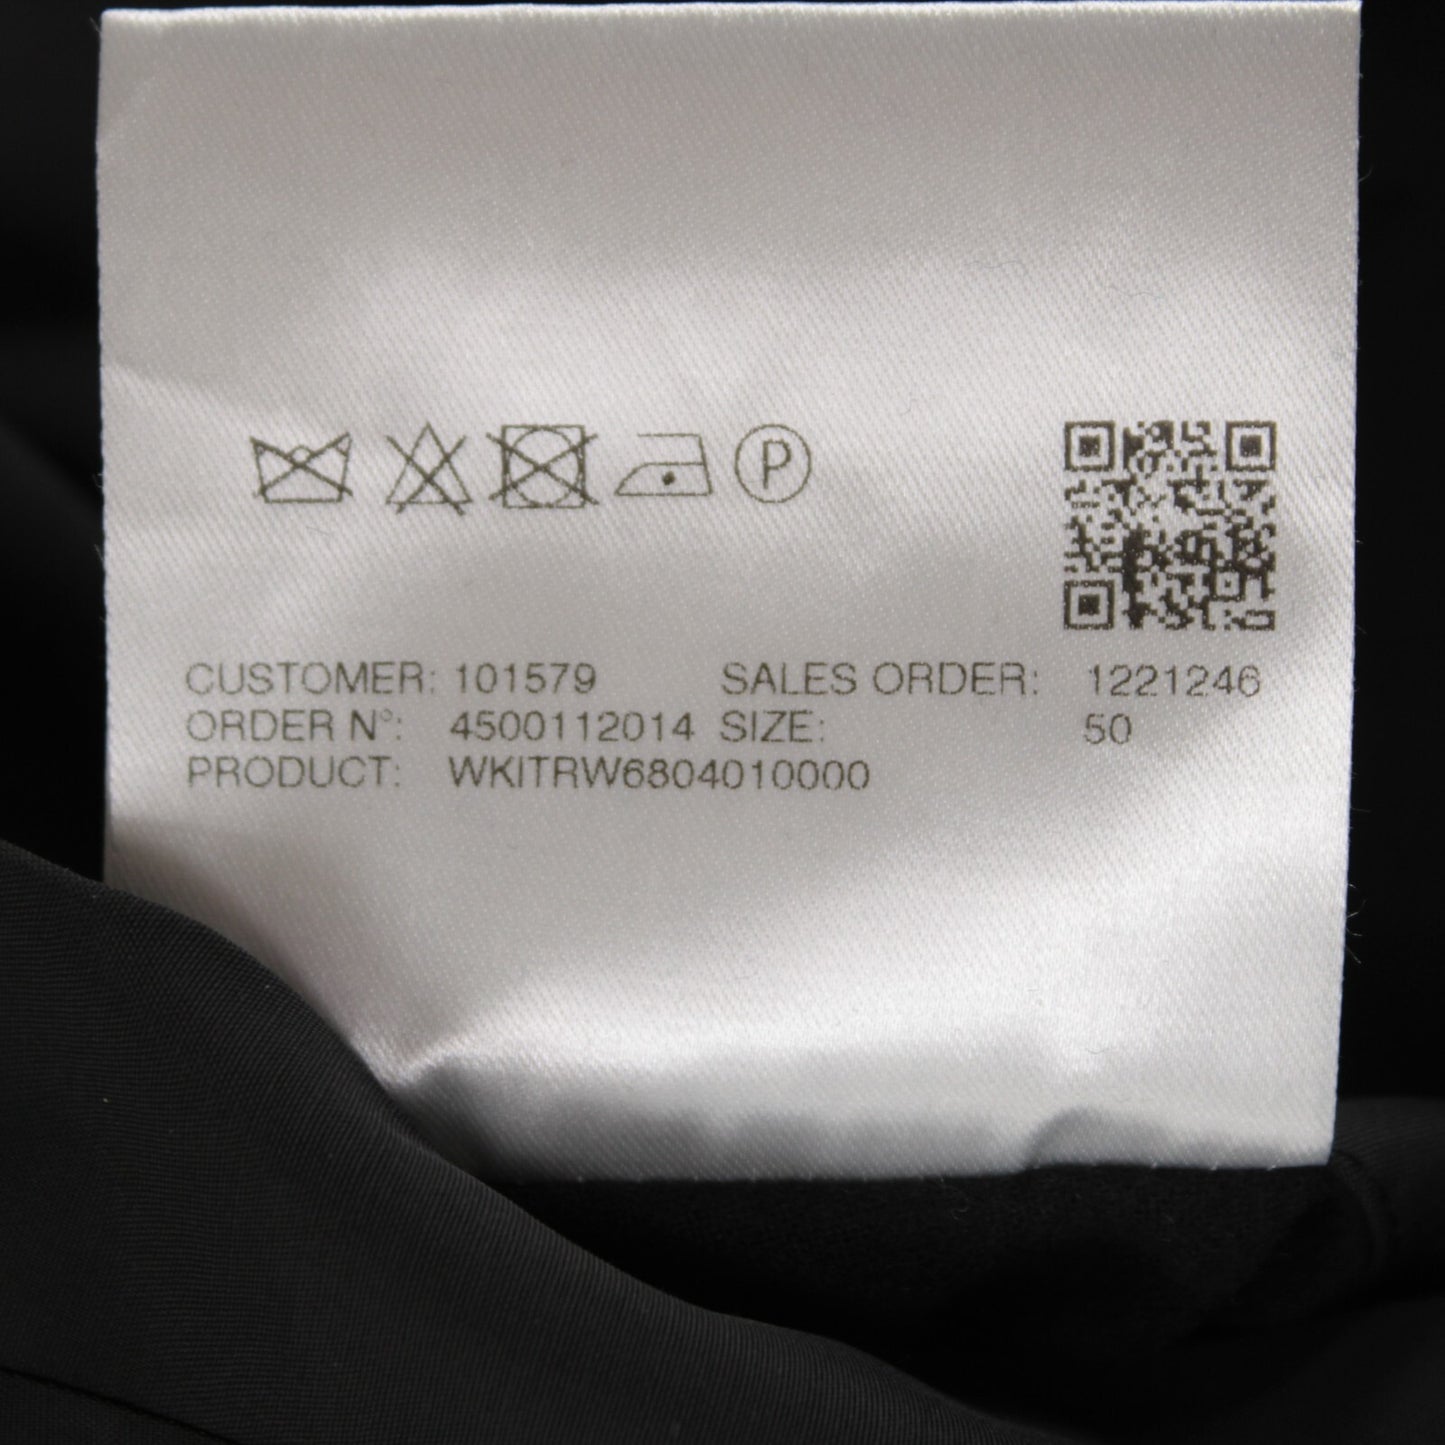 P
CUSTOMER: 101579 SALES ORDER: 1221246
ORDER N°: 4500112014 SIZE: 50
PRODUCT: WKITRW6804010000